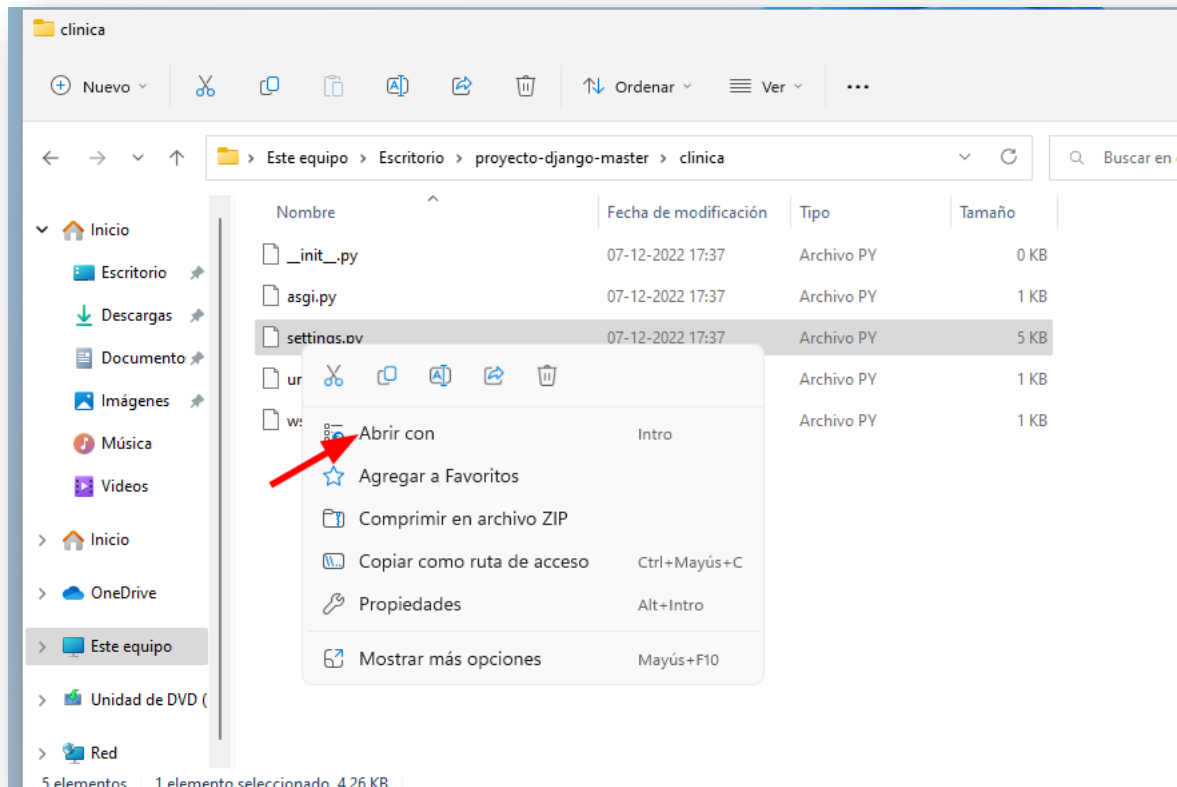 clinica
Nuevo
Ordenar
Ver
Este equipo > Escritorio > proyecto-django-master > clinica
Buscar en
Nombre
Fecha de modificación
Tipo
Tamaño
Inicio
Escritorio
Descargas
Documento
Imágenes
Música
Videos
Inicio
OneDrive
Este equipo
Unidad de DVD (
Red
__init__.py 07-12-2022 17:37 Archivo PY 0 KB
asgi.py 07-12-2022 17:37 Archivo PY 1 KB
settings.py 07-12-2022 17:37 Archivo PY 5 KB
ur Archivo PY 1 KB
ws Archivo PY 1 KB
Abrir con Intro
Agregar a Favoritos
Comprimir en archivo ZIP
Copiar como ruta de acceso Ctrl+Mayús+C
Propiedades Alt+Intro
Mostrar más opciones Mayús+F10
5 elementos 1 elemento seleccionado 4,26 KB